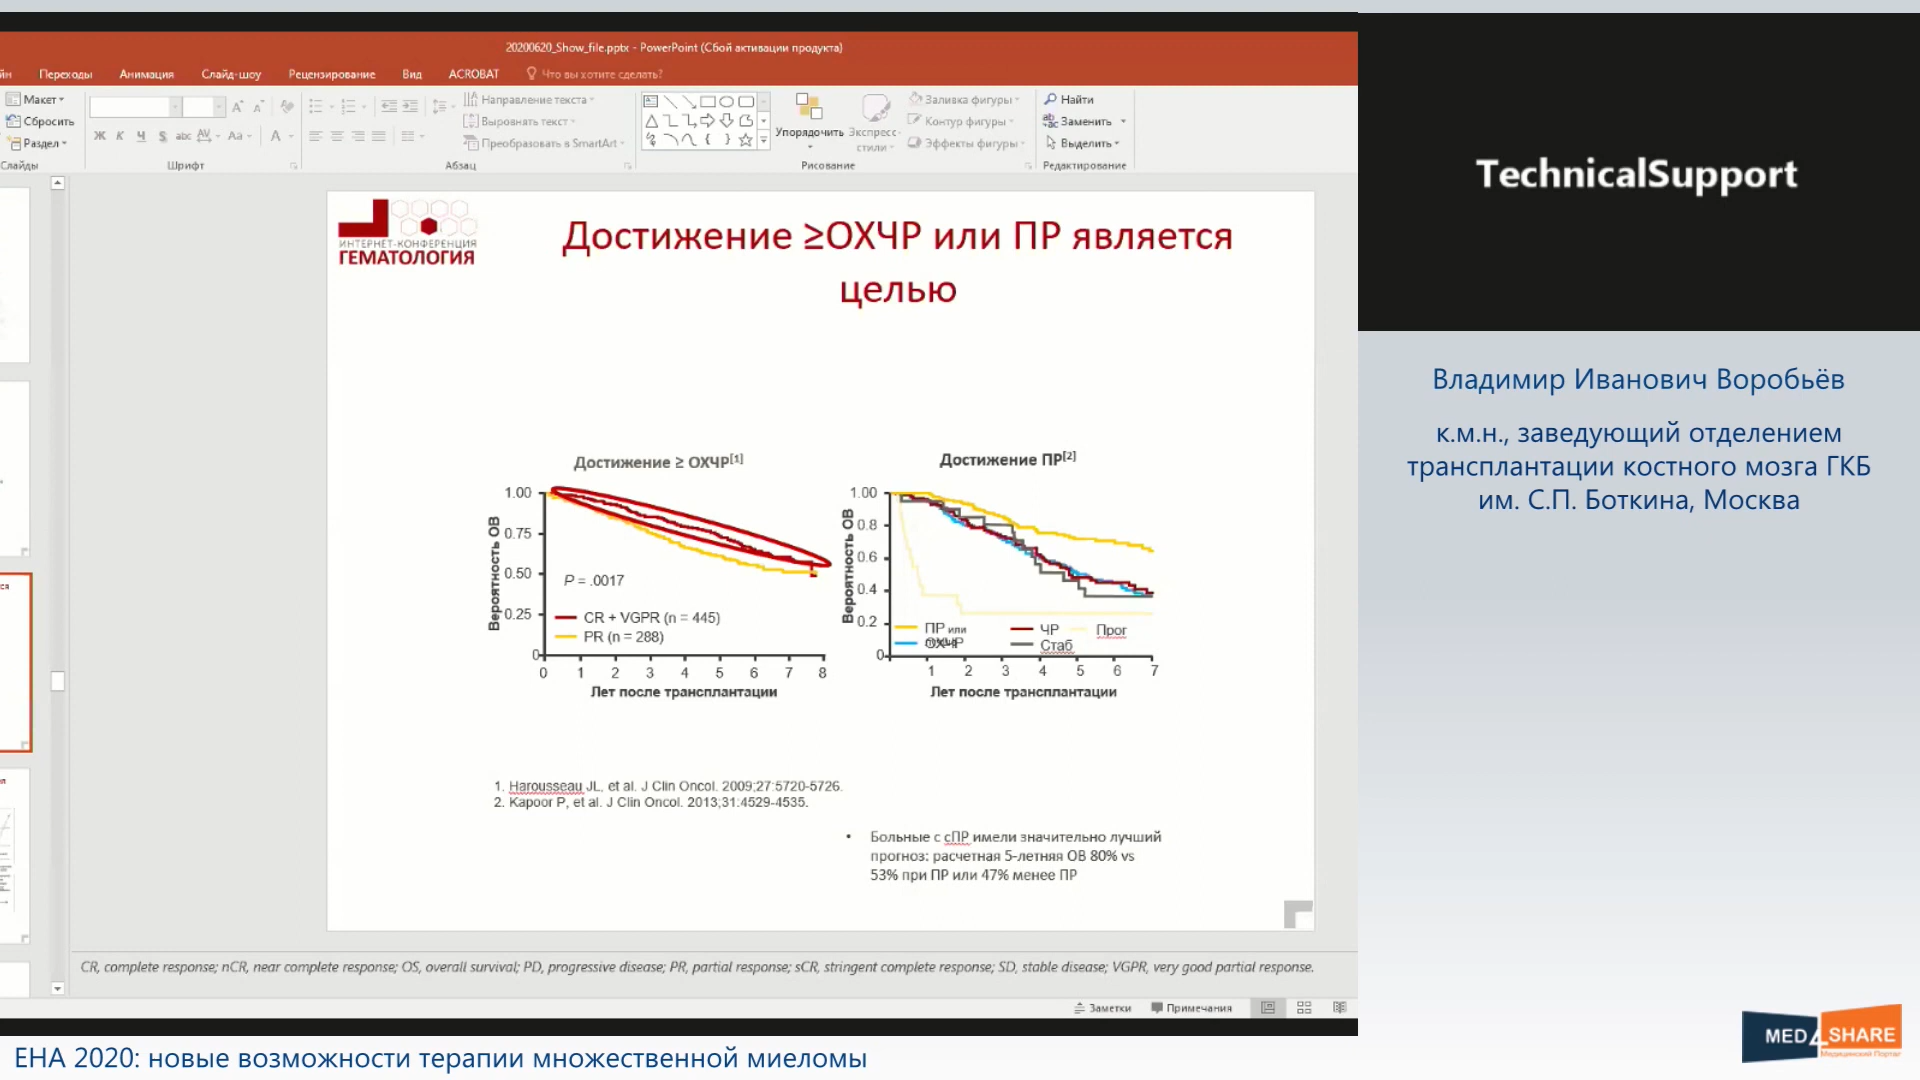 20200620_Show_file.pptx - PowerPoint (Сбой активации продукта)
Переходы Анимация Слайд-шоу Рецензирование Вид ACROBAT Что вы хотите сделать?
Макет
Сбросить
Раздел
Слайды
Ж К Ч S abc AV Aa A
Шрифт
Направление текста
Выровнять текст
Преобразовать в SmartArt
Абзац
Упорядочить
Экспресс-
стили
Рисование
Заливка фигуры
Контур фигуры
Эффекты фигуры
Найти
Заменить
Выделить
Редактирование
ИНТЕРНЕТ-КОНФЕРЕНЦИЯ
ГЕМАТОЛОГИЯ
Достижение ≥ОХЧР или ПР является
целью
Достижение ≥ ОХЧР[1]
Вероятность ОВ
1.00
0.75
0.50
0.25
0
P = .0017
CR + VGPR (n = 445)
PR (n = 288)
0 1 2 3 4 5 6 7 8
Лет после трансплантации
Достижение ПР[2]
Вероятность ОВ
1.00
0.8
0.6
0.4
0.2
0
ПР или
ОХЧР
ЧР
Стаб
Прог
1 2 3 4 5 6 7
Лет после трансплантации
1. Harousseau JL, et al. J Clin Oncol. 2009;27:5720-5726.
2. Kapoor P, et al. J Clin Oncol. 2013;31:4529-4535.
• Больные с сПР имели значительно лучший
прогноз: расчетная 5-летняя ОВ 80% vs
53% при ПР или 47% менее ПР
CR, complete response; nCR, near complete response; OS, overall survival; PD, progressive disease; PR, partial response; sCR, stringent complete response; SD, stable disease; VGPR, very good partial response.
Заметки Примечания
TechnicalSupport
Владимир Иванович Воробьёв
к.м.н., заведующий отделением
трансплантации костного мозга ГКБ
им. С.П. Боткина, Москва
MED4SHARE
Медицинский Портал
EHA 2020: новые возможности терапии множественной миеломы